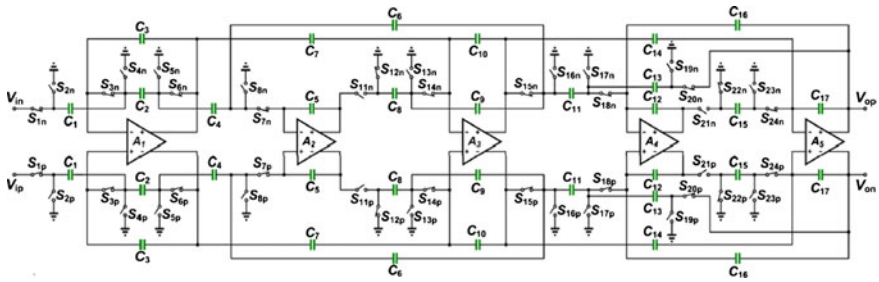 C6 C16
C3 C7 C10 C14
S2n S4n S5n S8n S12n S13n S16n S17n S19n S22n S23n
S3n S6n S11n S14n S15n C13 S20n
Vin S1n C1 C2 C4 S7n C5 C8 C9 C11 S18n C12 S21n C15 S24n C17 Vop
A1 A2 A3 A4 A5
Vip S1p C1 C2 C4 S7p C5 C8 C9 C11 S18p C12 S21p C15 S24p C17 Von
S2p S3p S6p S8p S11p S14p S15p C13 S20p
S4p S5p S12p S13p S16p S17p S19p S22p S23p
C3 C7 C10 C14
C6 C16